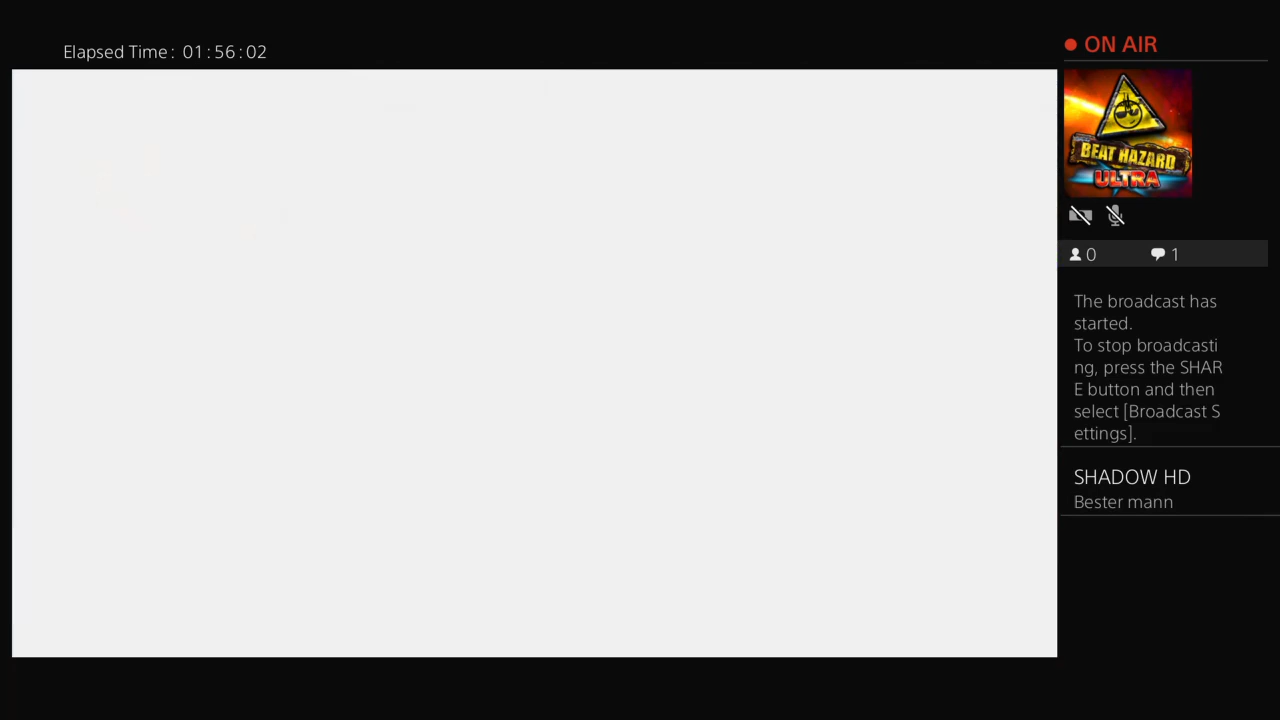 Elapsed Time: 01:56:02
ON AIR
BEAT HAZARD
ULTRA
0 1
The broadcast has
started.
To stop broadcasti
ng, press the SHAR
E button and then
select [Broadcast S
ettings].
SHADOW HD
Bester mann